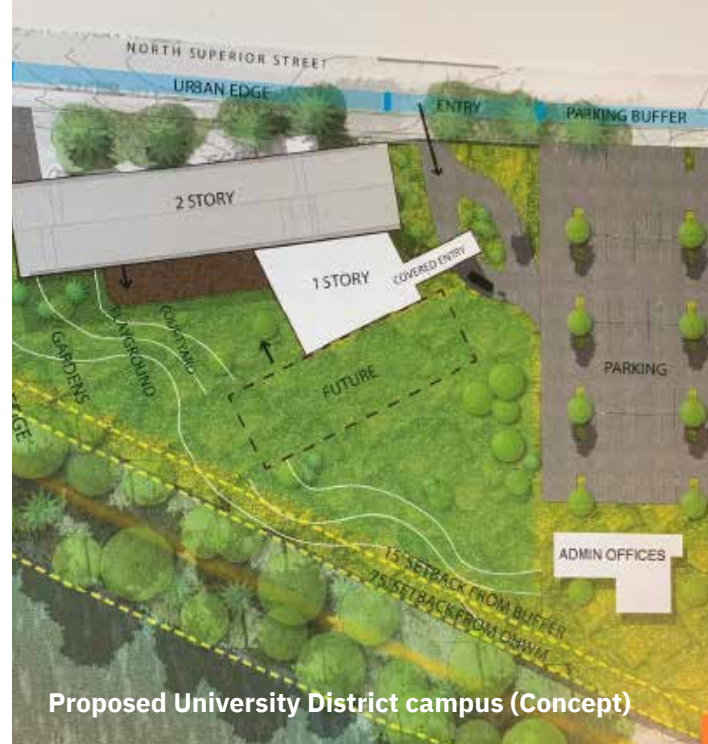 NORTH SUPERIOR STREET
URBAN EDGE
ENTRY
PARKING BUFFER
2 STORY
1 STORY
COVERED ENTRY
COURTYARD
PLAYGROUND
GARDENS
FUTURE
PARKING
15' SETBACK FROM BUFFER
75' SETBACK FROM OHWM
ADMIN OFFICES
Proposed University District campus (Concept)